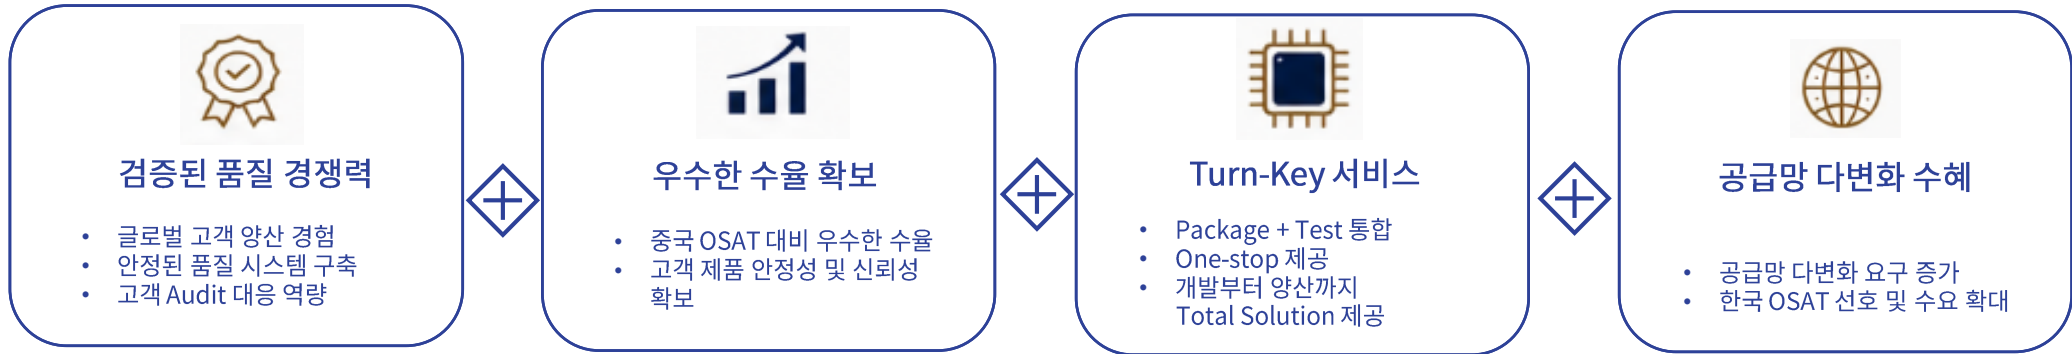 검증된 품질 경쟁력
• 글로벌 고객 양산 경험
• 안정된 품질 시스템 구축
• 고객 Audit 대응 역량
우수한 수율 확보
• 중국 OSAT 대비 우수한 수율
• 고객 제품 안정성 및 신뢰성
확보
Turn-Key 서비스
• Package + Test 통합
• One-stop 제공
• 개발부터 양산까지
Total Solution 제공
공급망 다변화 수혜
• 공급망 다변화 요구 증가
• 한국 OSAT 선호 및 수요 확대